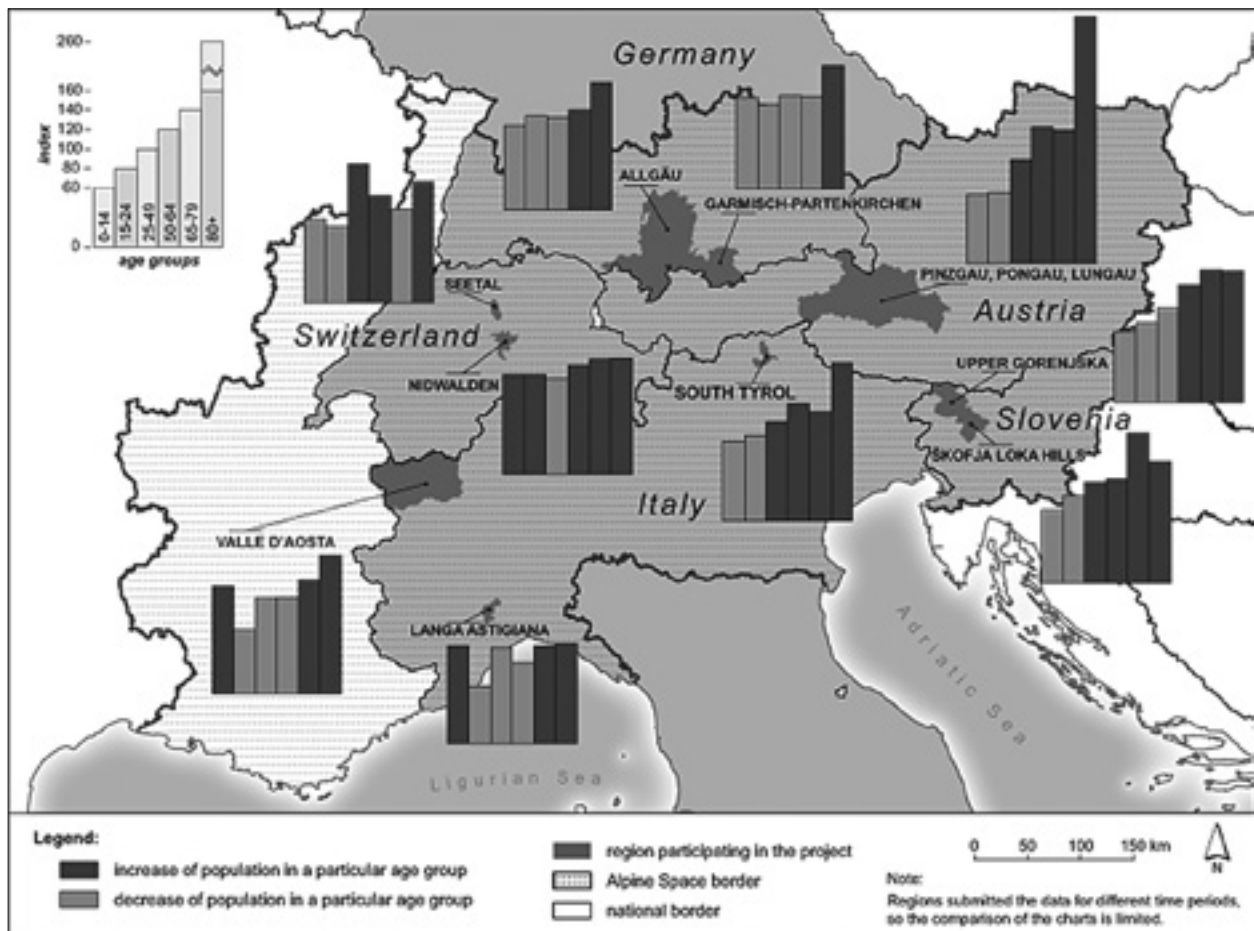 260
160
140
120
100
80
60
0
index
0-14
15-24
25-49
50-64
65-79
80+
age groups
Germany
ALLGÄU
GARMISCH-PARTENKIRCHEN
PINZGAU, PONGAU, LUNGAU
SEETAL
Switzerland
Austria
NIDWALDEN
SOUTH TYROL
UPPER GORENJSKA
Slovenia
ŠKOFJA LOKA HILLS
Italy
VALLE D'AOSTA
LANGA ASTIGIANA
Adriatic Sea
Ligurian Sea
Legend:
increase of population in a particular age group
decrease of population in a particular age group
region participating in the project
Alpine Space border
national border
0 50 100 150 km
N
Note:
Regions submitted the data for different time periods,
so the comparison of the charts is limited.